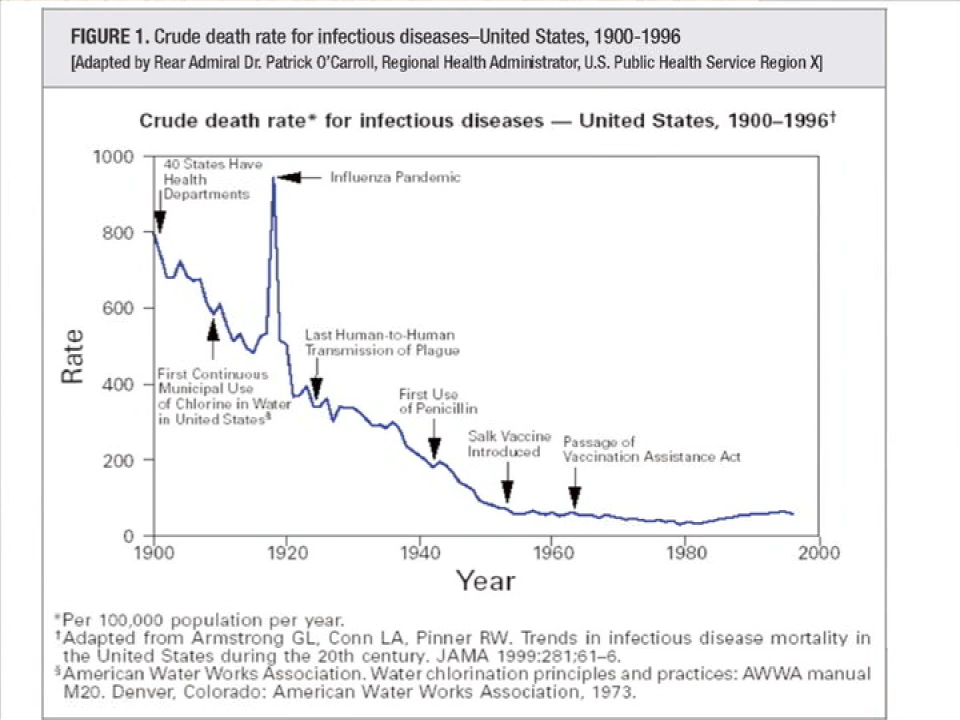 FIGURE 1. Crude death rate for infectious diseases–United States, 1900-1996
[Adapted by Rear Admiral Dr. Patrick O'Carroll, Regional Health Administrator, U.S. Public Health Service Region X]
Crude death rate* for infectious diseases — United States, 1900–1996†
1000
800
600
400
200
0
Rate
40 States Have
Health
Departments
Influenza Pandemic
First Continuous
Municipal Use
of Chlorine in Water
in United States§
Last Human-to-Human
Transmission of Plague
First Use
of Penicillin
Salk Vaccine
Introduced
Passage of
Vaccination Assistance Act
1900
1920
1940
1960
1980
2000
Year
*Per 100,000 population per year.
†Adapted from Armstrong GL, Conn LA, Pinner RW. Trends in infectious disease mortality in
the United States during the 20th century. JAMA 1999:281;61–6.
§American Water Works Association. Water chlorination principles and practices: AWWA manual
M20. Denver, Colorado: American Water Works Association, 1973.